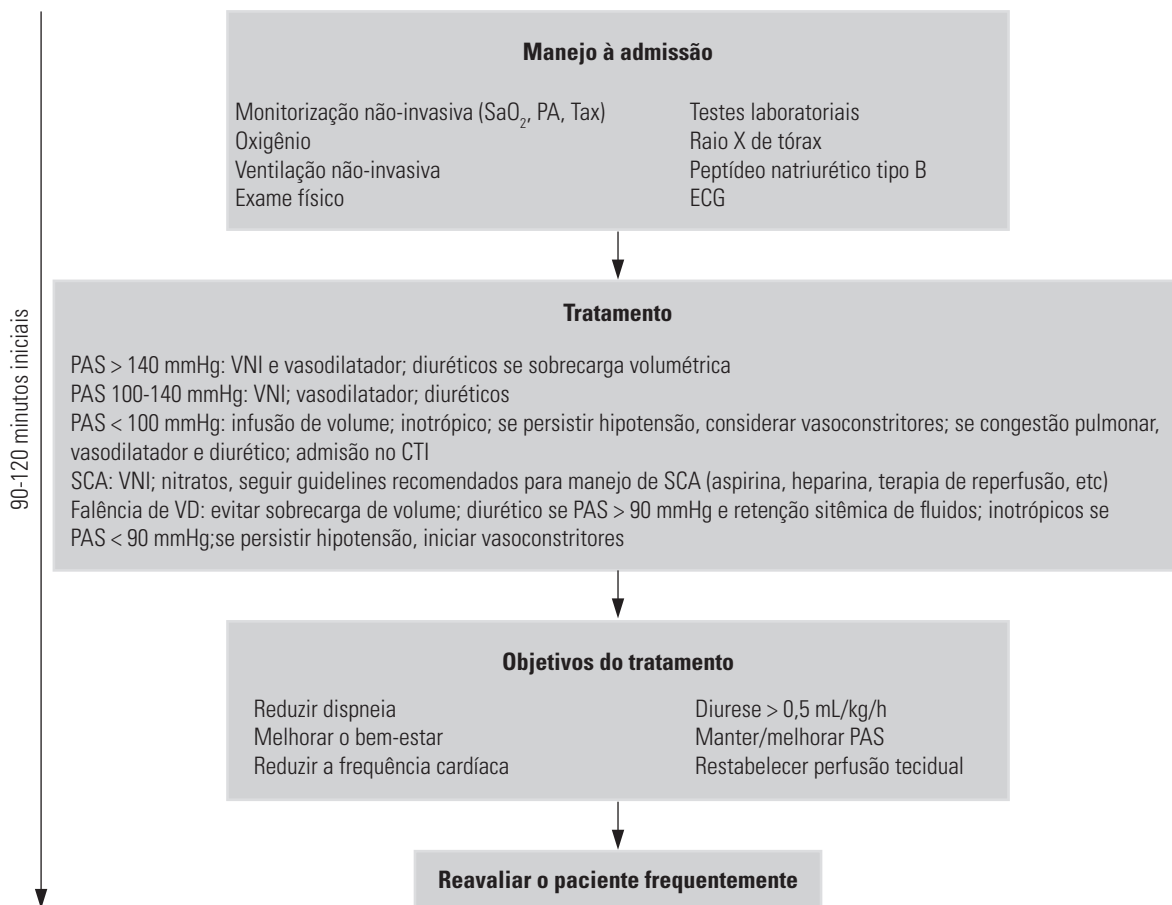 90-120 minutos iniciais
Manejo à admissão
Monitorização não-invasiva (SaO2, PA, Tax)
Oxigênio
Ventilação não-invasiva
Exame físico
Testes laboratoriais
Raio X de tórax
Peptídeo natriurético tipo B
ECG
Tratamento
PAS > 140 mmHg: VNI e vasodilatador; diuréticos se sobrecarga volumétrica
PAS 100-140 mmHg: VNI; vasodilatador; diuréticos
PAS < 100 mmHg: infusão de volume; inotrópico; se persistir hipotensão, considerar vasoconstritores; se congestão pulmonar,
vasodilatador e diurético; admisão no CTI
SCA: VNI; nitratos, seguir guidelines recomendados para manejo de SCA (aspirina, heparina, terapia de reperfusão, etc)
Falência de VD: evitar sobrecarga de volume; diurético se PAS > 90 mmHg e retenção sitêmica de fluidos; inotrópicos se
PAS < 90 mmHg;se persistir hipotensão, iniciar vasoconstritores
Objetivos do tratamento
Reduzir dispneia
Melhorar o bem-estar
Reduzir a frequência cardíaca
Diurese > 0,5 mL/kg/h
Manter/melhorar PAS
Restabelecer perfusão tecidual
Reavaliar o paciente frequentemente